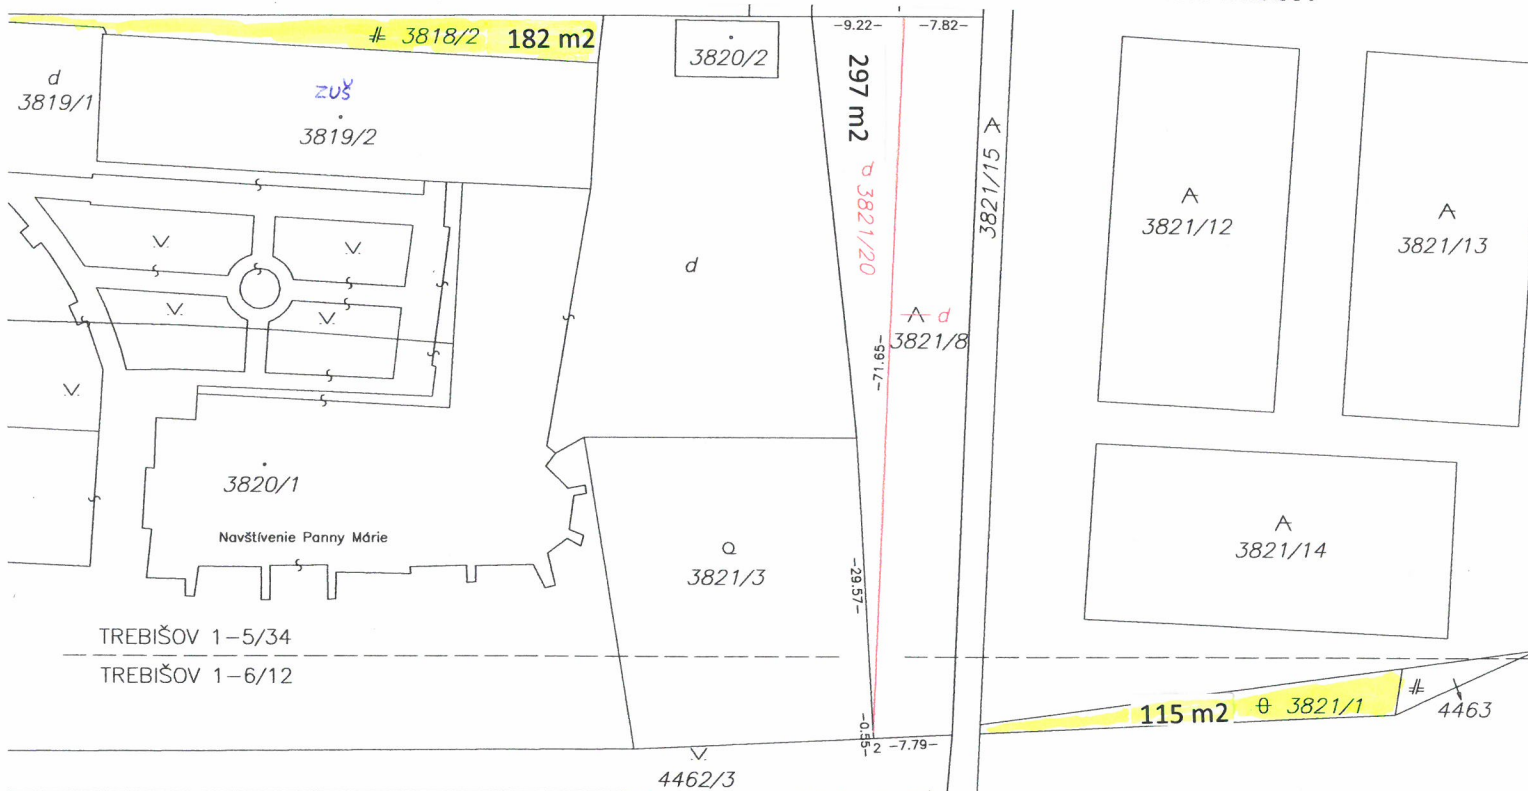 3818/2 182 m2
3820/2
-9.22-
-7.82-
d
3819/1
ZUŠ
3819/2
297 m2
3821/20
3821/15
3821/12
3821/13
d
d
3821/8
-71.65-
3820/1
Navštívenie Panny Márie
Q
3821/3
-29.57-
3821/14
TREBIŠOV 1-5/34
TREBIŠOV 1-6/12
115 m2 3821/1
4463
-0.55-
2 -7.79-
4462/3